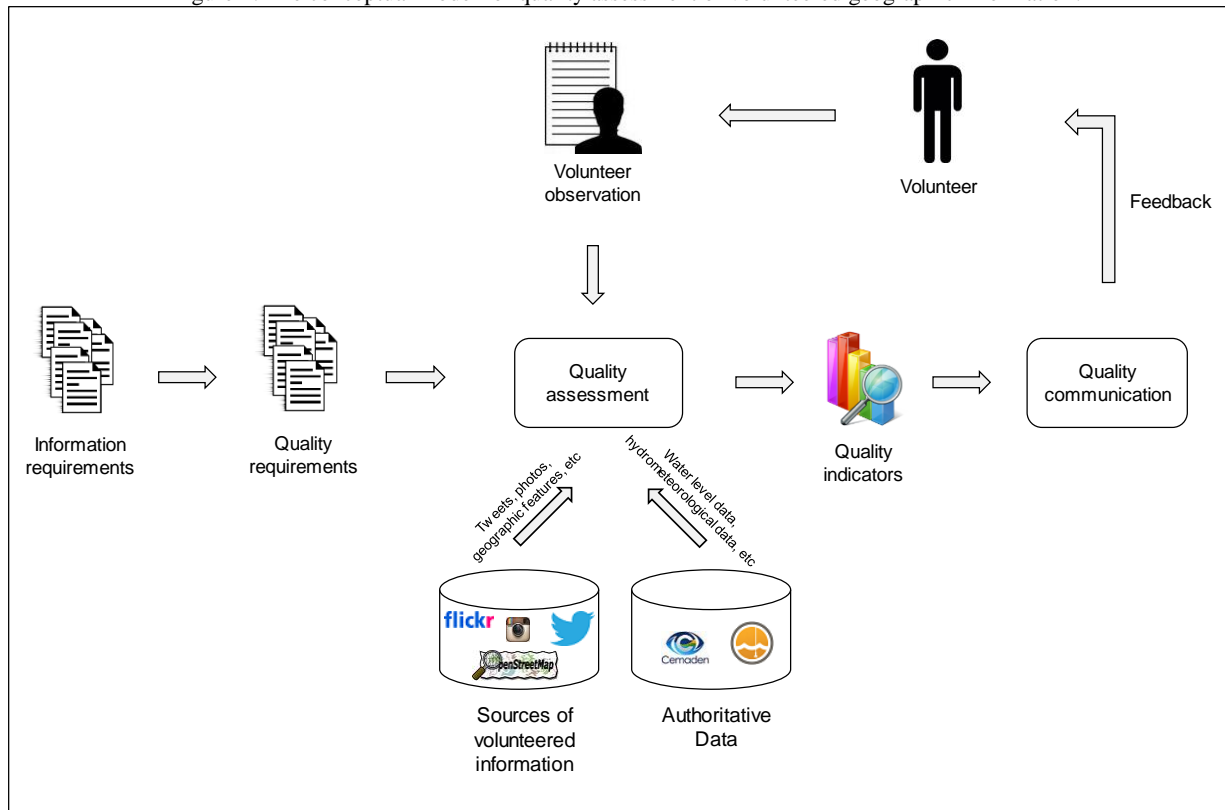 Volunteer
observation
Volunteer
Feedback
Information
requirements
Quality
requirements
Quality
assessment
Quality
indicators
Quality
communication
Tweets, photos,
geographic features, etc
Water level data,
hydrometeorological data, etc
flickr
penStreetMap
Cemaden
Sources of
volunteered
information
Authoritative
Data